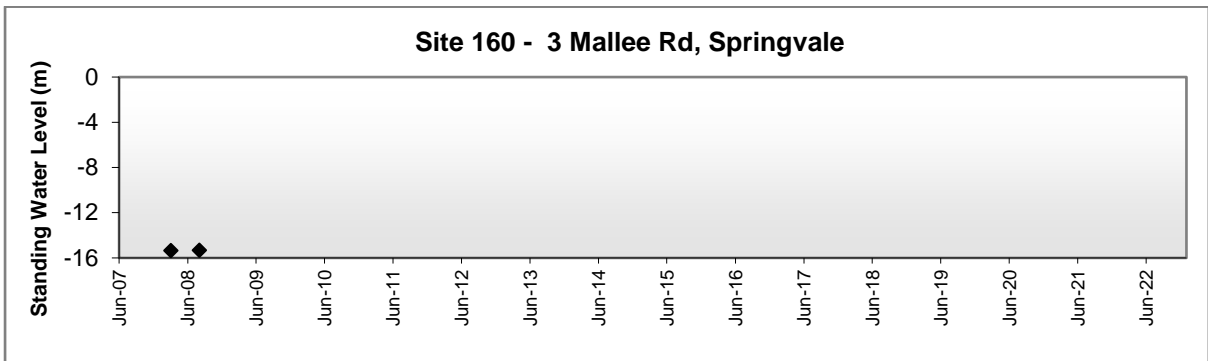 Site 160 -  3 Mallee Rd, Springvale
Standing Water Level (m)
0
-4
-8
-12
-16
Jun-07
Jun-08
Jun-09
Jun-10
Jun-11
Jun-12
Jun-13
Jun-14
Jun-15
Jun-16
Jun-17
Jun-18
Jun-19
Jun-20
Jun-21
Jun-22